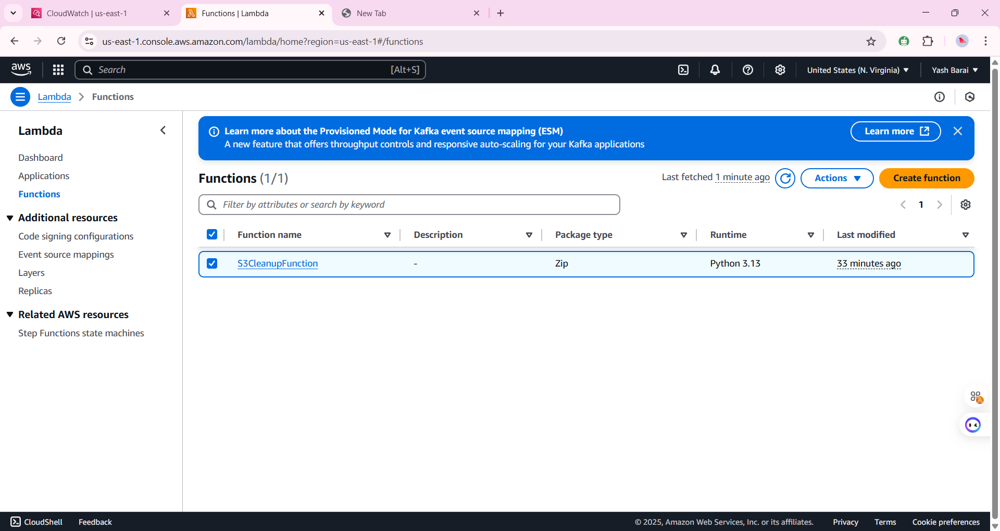 CloudWatch | us-east-1
Functions | Lambda
New Tab
us-east-1.console.aws.amazon.com/lambda/home?region=us-east-1#/functions
aws
Search
[Alt+S]
United States (N. Virginia)
Yash Barai
Lambda
Functions
Lambda
Dashboard
Applications
Functions
Additional resources
Code signing configurations
Event source mappings
Layers
Replicas
Related AWS resources
Step Functions state machines
Learn more about the Provisioned Mode for Kafka event source mapping (ESM)
A new feature that offers throughput controls and responsive auto-scaling for your Kafka applications
Learn more
Functions (1/1)
Last fetched 1 minute ago
Actions
Create function
Filter by attributes or search by keyword
1
Function name Description Package type Runtime Last modified
S3CleanupFunction - Zip Python 3.13 33 minutes ago
CloudShell
Feedback
© 2025, Amazon Web Services, Inc. or its affiliates.
Privacy
Terms
Cookie preferences